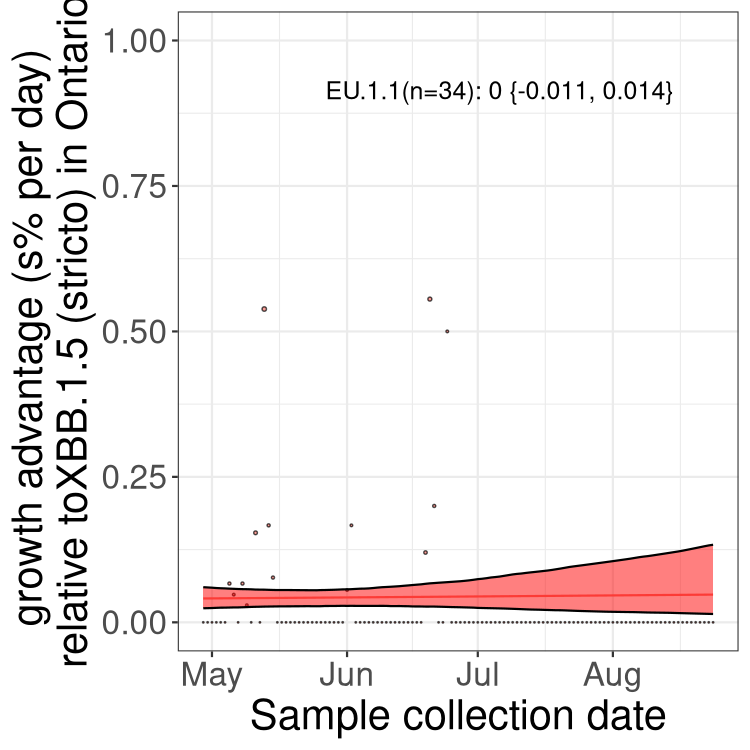 growth advantage (s% per day)
relative toXBB.1.5 (stricto) in Ontario
1.00
0.75
0.50
0.25
0.00
EU.1.1(n=34): 0 {-0.011, 0.014}
May Jun Jul Aug
Sample collection date